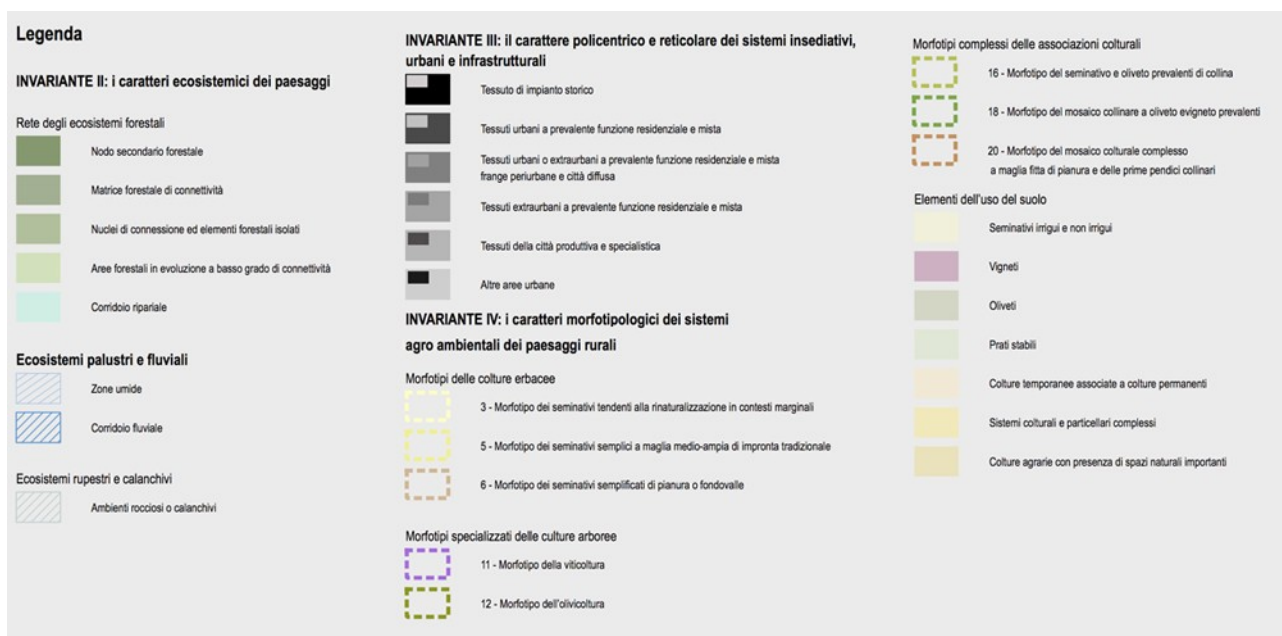 Legenda
INVARIANTE II: i caratteri ecosistemici dei paesaggi
Rete degli ecosistemi forestali
Nodo secondario forestale
Matrice forestale di connettività
Nuclei di connessione ed elementi forestali isolati
Aree forestali in evoluzione a basso grado di connettività
Corridoio ripariale
Ecosistemi palustri e fluviali
Zone umide
Corridoio fluviale
Ecosistemi rupestri e calanchivi
Ambienti rocciosi o calanchivi
INVARIANTE III: il carattere policentrico e reticolare dei sistemi insediativi,
urbani e infrastrutturali
Tessuto di impianto storico
Tessuti urbani a prevalente funzione residenziale e mista
Tessuti urbani o extraurbani a prevalente funzione residenziale e mista
frange periurbane e città diffusa
Tessuti extraurbani a prevalente funzione residenziale e mista
Tessuti della città produttiva e specialistica
Altre aree urbane
INVARIANTE IV: i caratteri morfotipologici dei sistemi
agro ambientali dei paesaggi rurali
Morfotipi delle colture erbacee
3 - Morfotipo dei seminativi tendenti alla rinaturalizzazione in contesti marginali
5 - Morfotipo dei seminativi semplici a maglia medio-ampia di impronta tradizionale
6 - Morfotipo dei seminativi semplificati di pianura o fondovalle
Morfotipi specializzati delle culture arboree
11 - Morfotipo della viticoltura
12 - Morfotipo dell'olivicoltura
Morfotipi complessi delle associazioni colturali
16 - Morfotipo del seminativo e oliveto prevalenti di collina
18 - Morfotipo del mosaico collinare a oliveto evigneto prevalenti
20 - Morfotipo del mosaico colturale complesso
a maglia fitta di pianura e delle prime pendici collinari
Elementi dell'uso del suolo
Seminativi irrigui e non irrigui
Vigneti
Oliveti
Prati stabili
Colture temporanee associate a colture permanenti
Sistemi colturali e particellari complessi
Colture agrarie con presenza di spazi naturali importanti